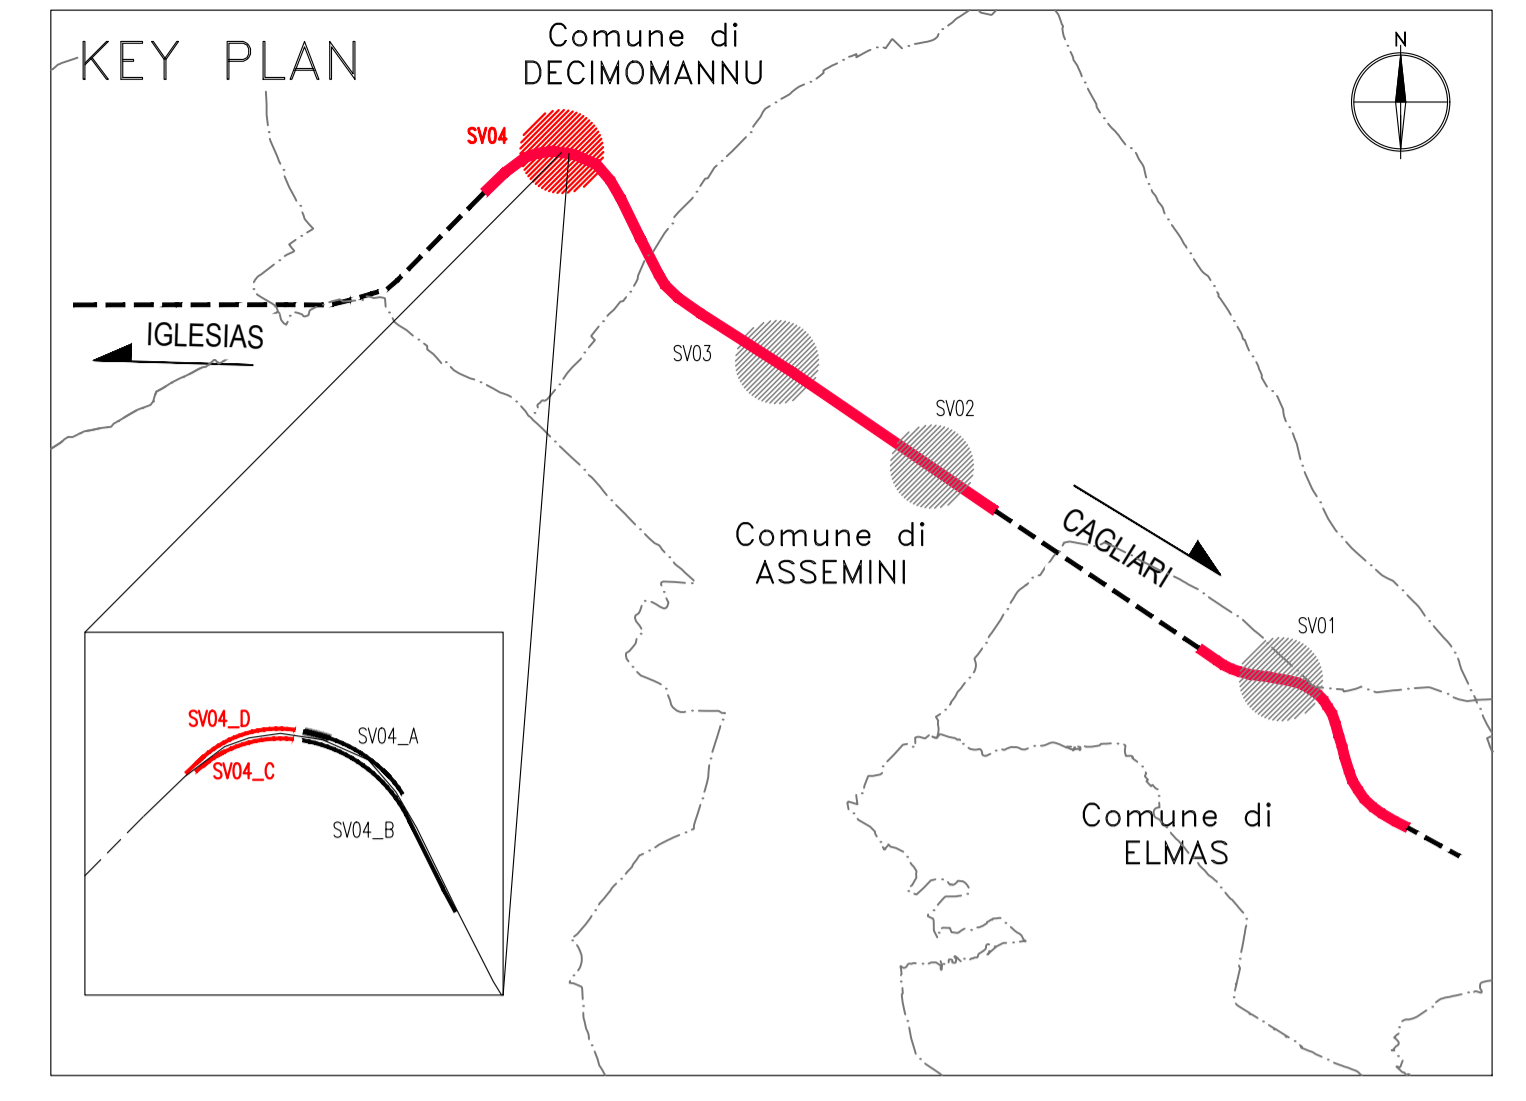 KEY PLAN
Comune di
DECIMOMANNU
N
SV04
IGLESIAS
SV03
SV02
CAGLIARI
Comune di
ASSEMINI
SV01
SV04_D
SV04_A
SV04_C
SV04_B
Comune di
ELMAS